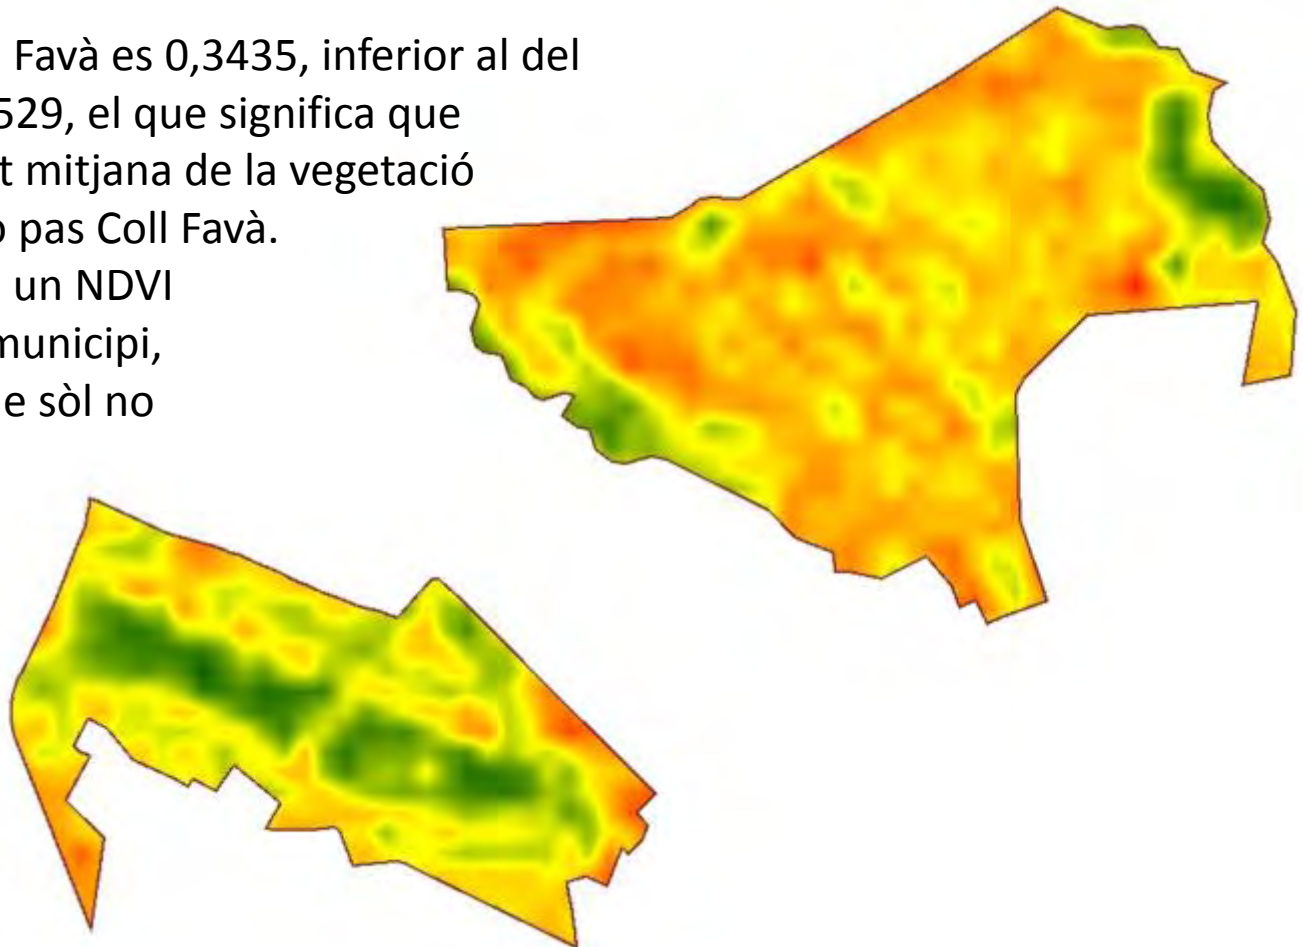 Favà es 0,3435, inferior al del
529, el que significa que
t mitjana de la vegetació
pas Coll Favà.
un NDVI
municipi,
e sòl no